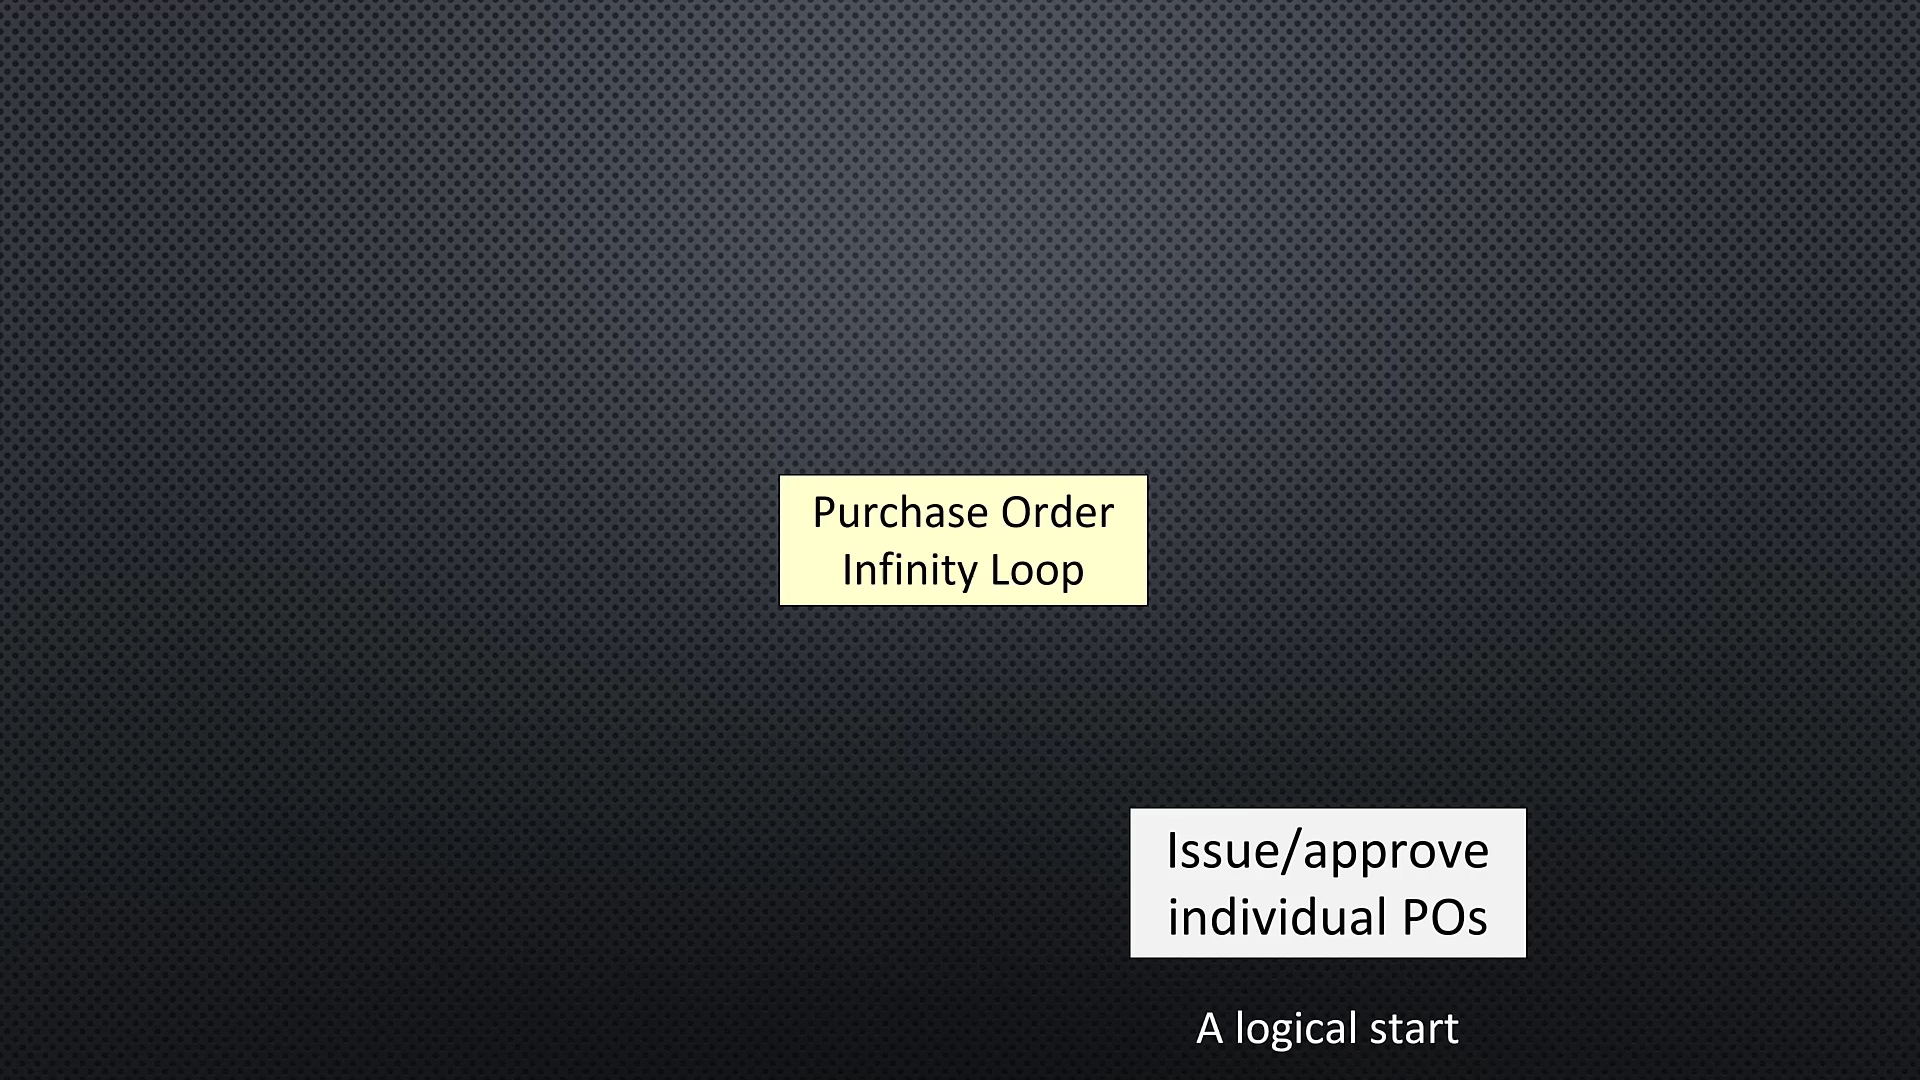 Purchase Order
Infinity Loop
Issue/approve
individual POs
A logical start